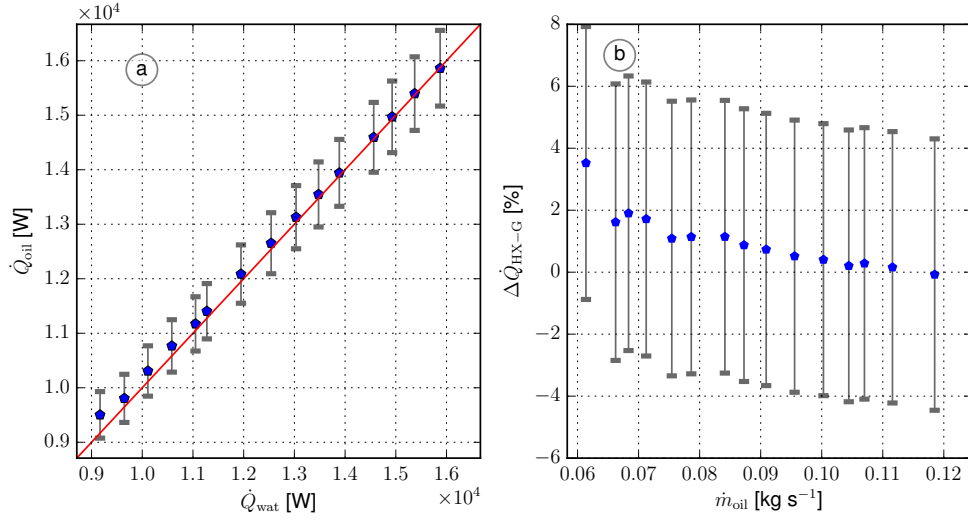 ×10⁴
a
1.6
1.5
1.4
1.3
1.2
1.1
1.0
0.9
Q̇oil [W]
0.9 1.0 1.1 1.2 1.3 1.4 1.5 1.6
Q̇wat [W]
×10⁴
b
8
6
4
2
0
−2
−4
−6
ΔQ̇HX−G [%]
0.06 0.07 0.08 0.09 0.10 0.11 0.12
ṁoil [kg s⁻¹]